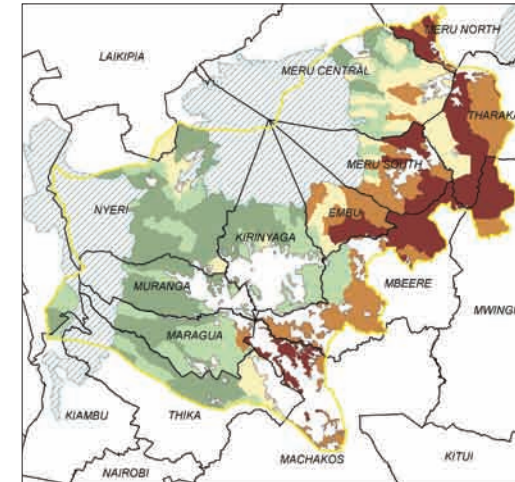 MERU NORTH
LAIKIPIA
MERU CENTRAL
THARAKA
MERU SOUTH
NYERI
EMBU
KIRINYAGA
MURANGA
MBEERE
MWINGI
MARAGUA
KIAMBU
THIKA
KITUI
MACHAKOS
NAIROBI